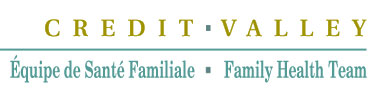 CREDIT ▪ VALLEY
Équipe de Santé Familiale ▪ Family Health Team